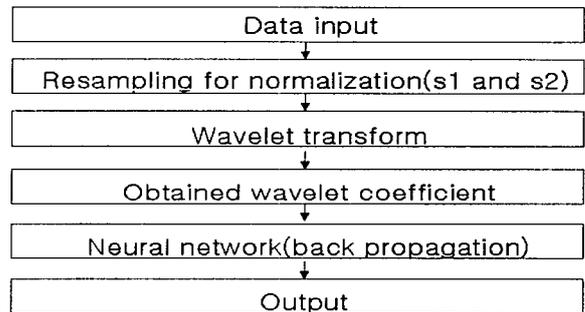 Data input
Resampling for normalization(s1 and s2)
Wavelet transform
Obtained wavelet coefficient
Neural network(back propagation)
Output